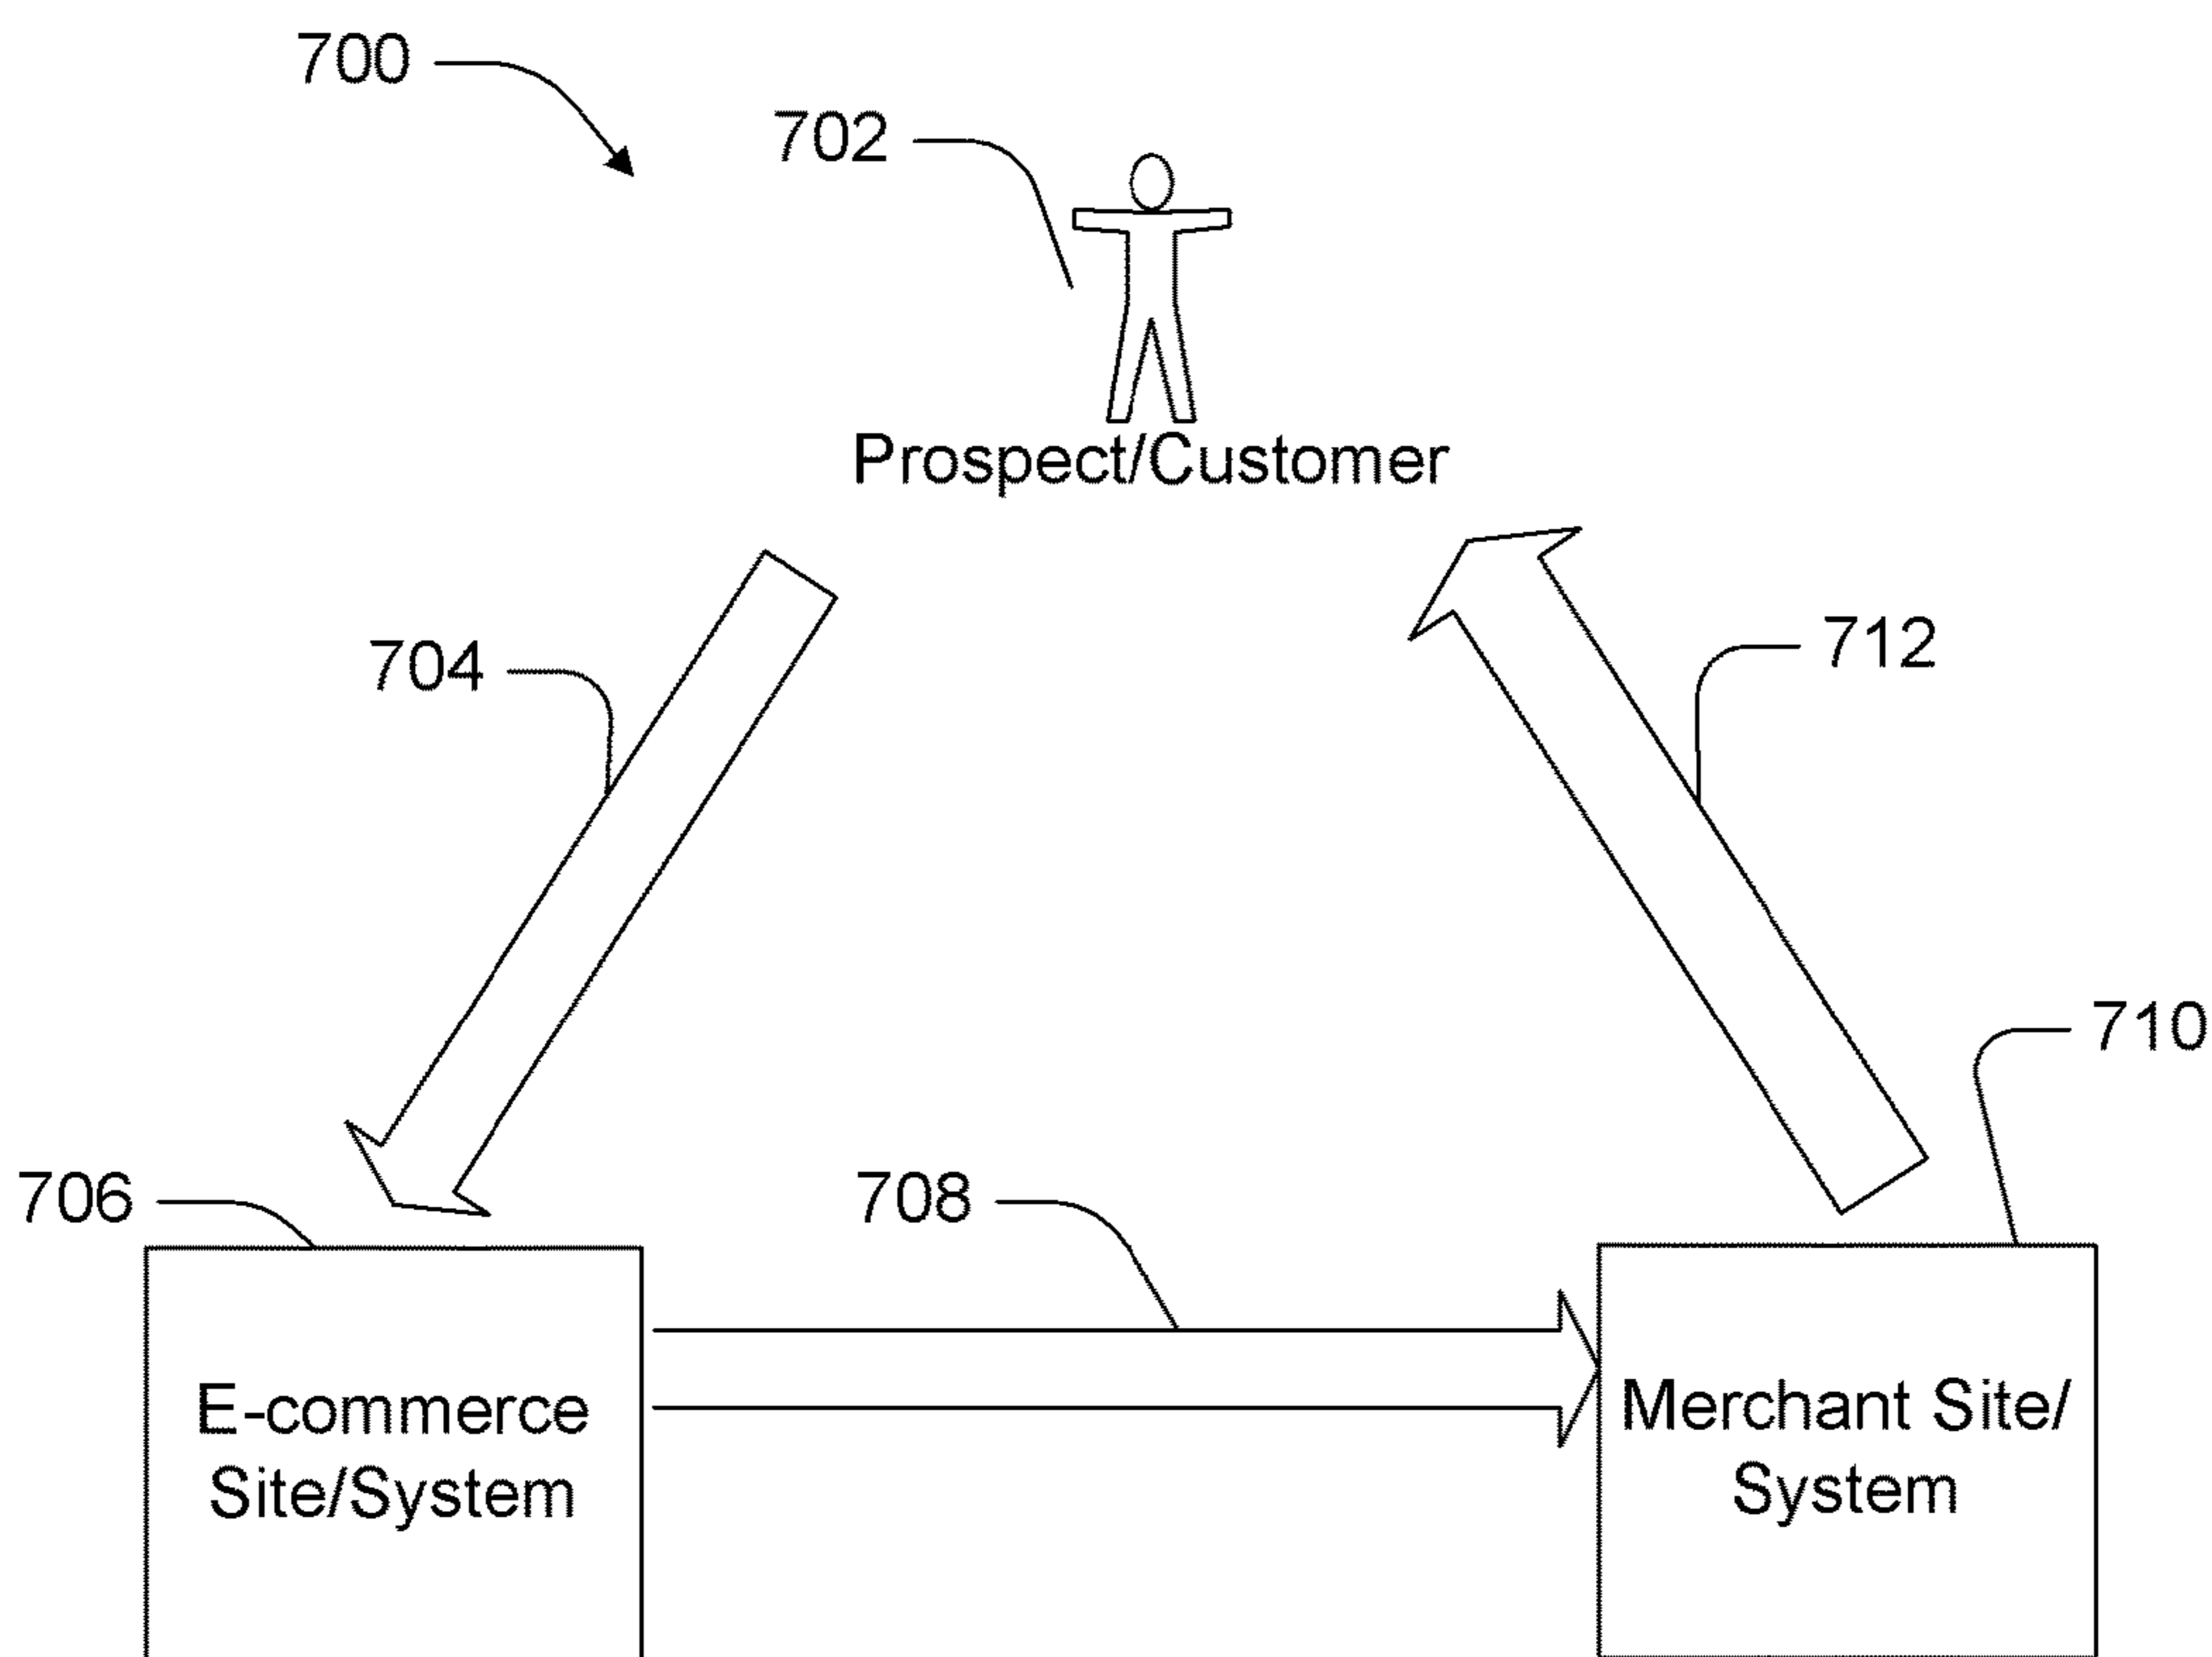 700
702
Prospect/Customer
704
712
710
706
708
E-commerce
Site/System
Merchant Site/
System